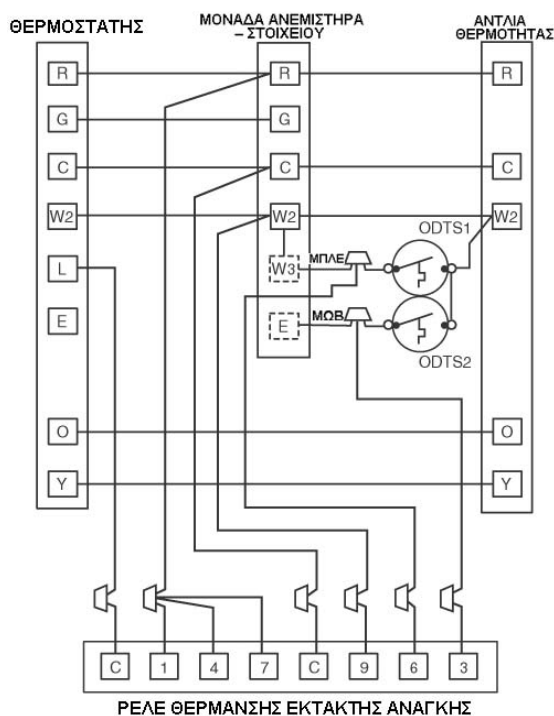 ΘΕΡΜΟΣΤΑΤΗΣ
ΜΟΝΑΔΑ ΑΝΕΜΙΣΤΗΡΑ
– ΣΤΟΙΧΕΙΟΥ
ΑΝΤΛΙΑ
ΘΕΡΜΟΤΗΤΑΣ
R R R
G G
C C C
W2 W2 W2
ODTS1
L W3 ΜΠΛΕ
E E ΜΩΒ
ODTS2
O O
Y Y
C 1 4 7 C 9 6 3
ΡΕΛΕ ΘΕΡΜΑΝΣΗΣ ΕΚΤΑΚΤΗΣ ΑΝΑΓΚΗΣ